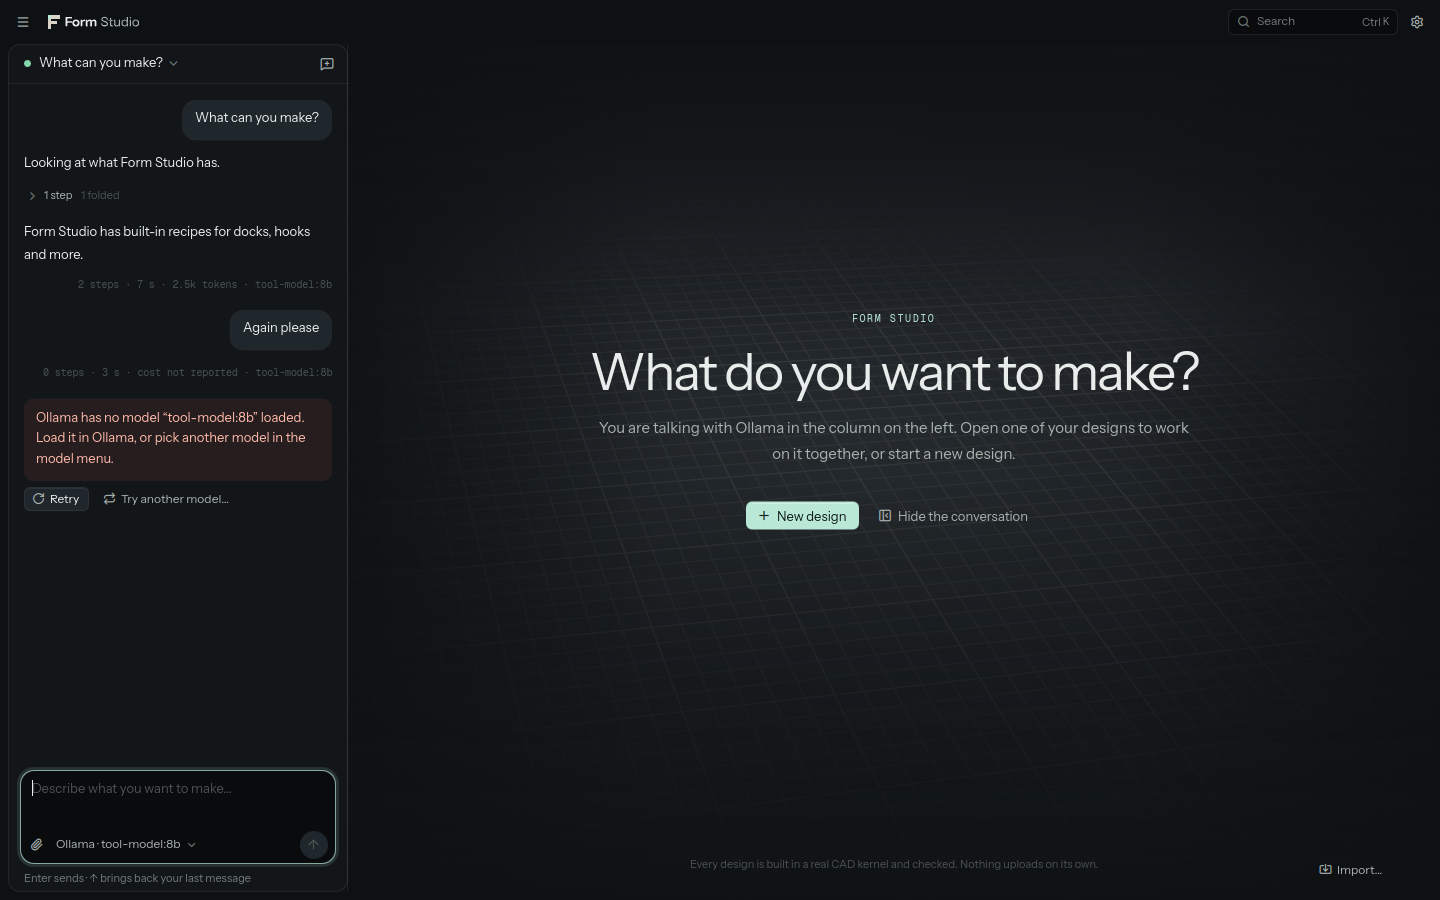 Form Studio
Search
Ctrl K
What can you make?
What can you make?
Looking at what Form Studio has.
1 step 1 folded
Form Studio has built-in recipes for docks, hooks
and more.
2 steps · 7 s · 2.5k tokens · tool-model:8b
Again please
0 steps · 3 s · cost not reported · tool-model:8b
Ollama has no model “tool-model:8b” loaded.
Load it in Ollama, or pick another model in the
model menu.
Retry
Try another model...
Describe what you want to make...
Ollama · tool-model:8b
Enter sends · ↑ brings back your last message
FORM STUDIO
What do you want to make?
You are talking with Ollama in the column on the left. Open one of your designs to work
on it together, or start a new design.
New design
Hide the conversation
Every design is built in a real CAD kernel and checked. Nothing uploads on its own.
Import...